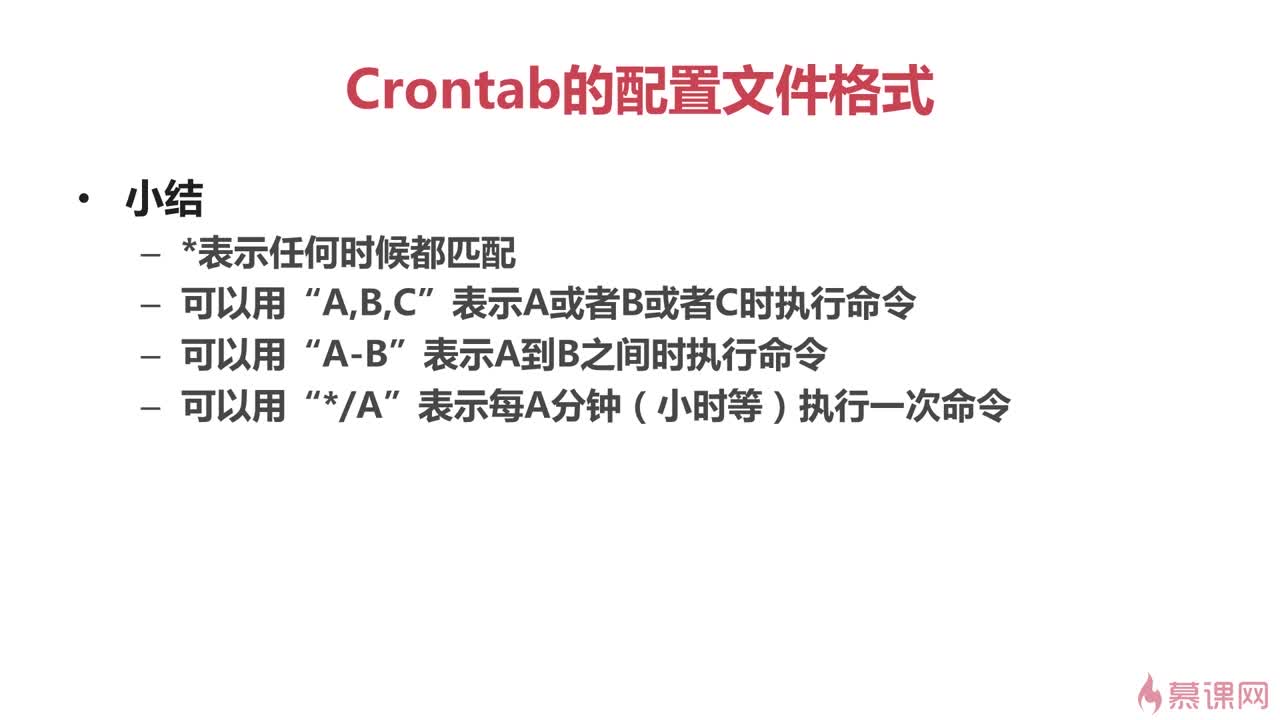 Crontab的配置文件格式
• 小结
– *表示任何时候都匹配
– 可以用“A,B,C”表示A或者B或者C时执行命令
– 可以用“A-B”表示A到B之间时执行命令
– 可以用“*/A”表示每A分钟（小时等）执行一次命令
慕课网